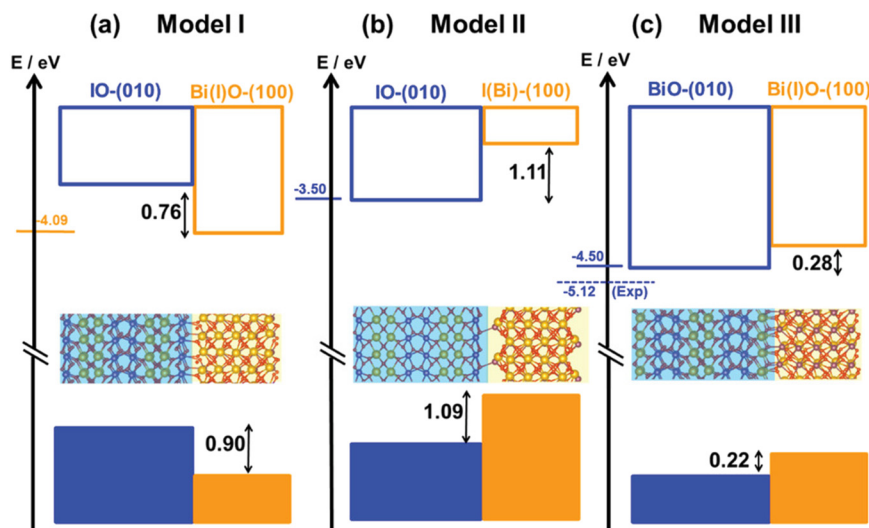 (a) Model I
E / eV
IO-(010)
Bi(I)O-(100)
0.76
-4.09
0.90
(b) Model II
E / eV
IO-(010)
I(Bi)-(100)
1.11
-3.50
1.09
(c) Model III
E / eV
BiO-(010)
Bi(I)O-(100)
-4.50
0.28
-5.12 (Exp)
0.22